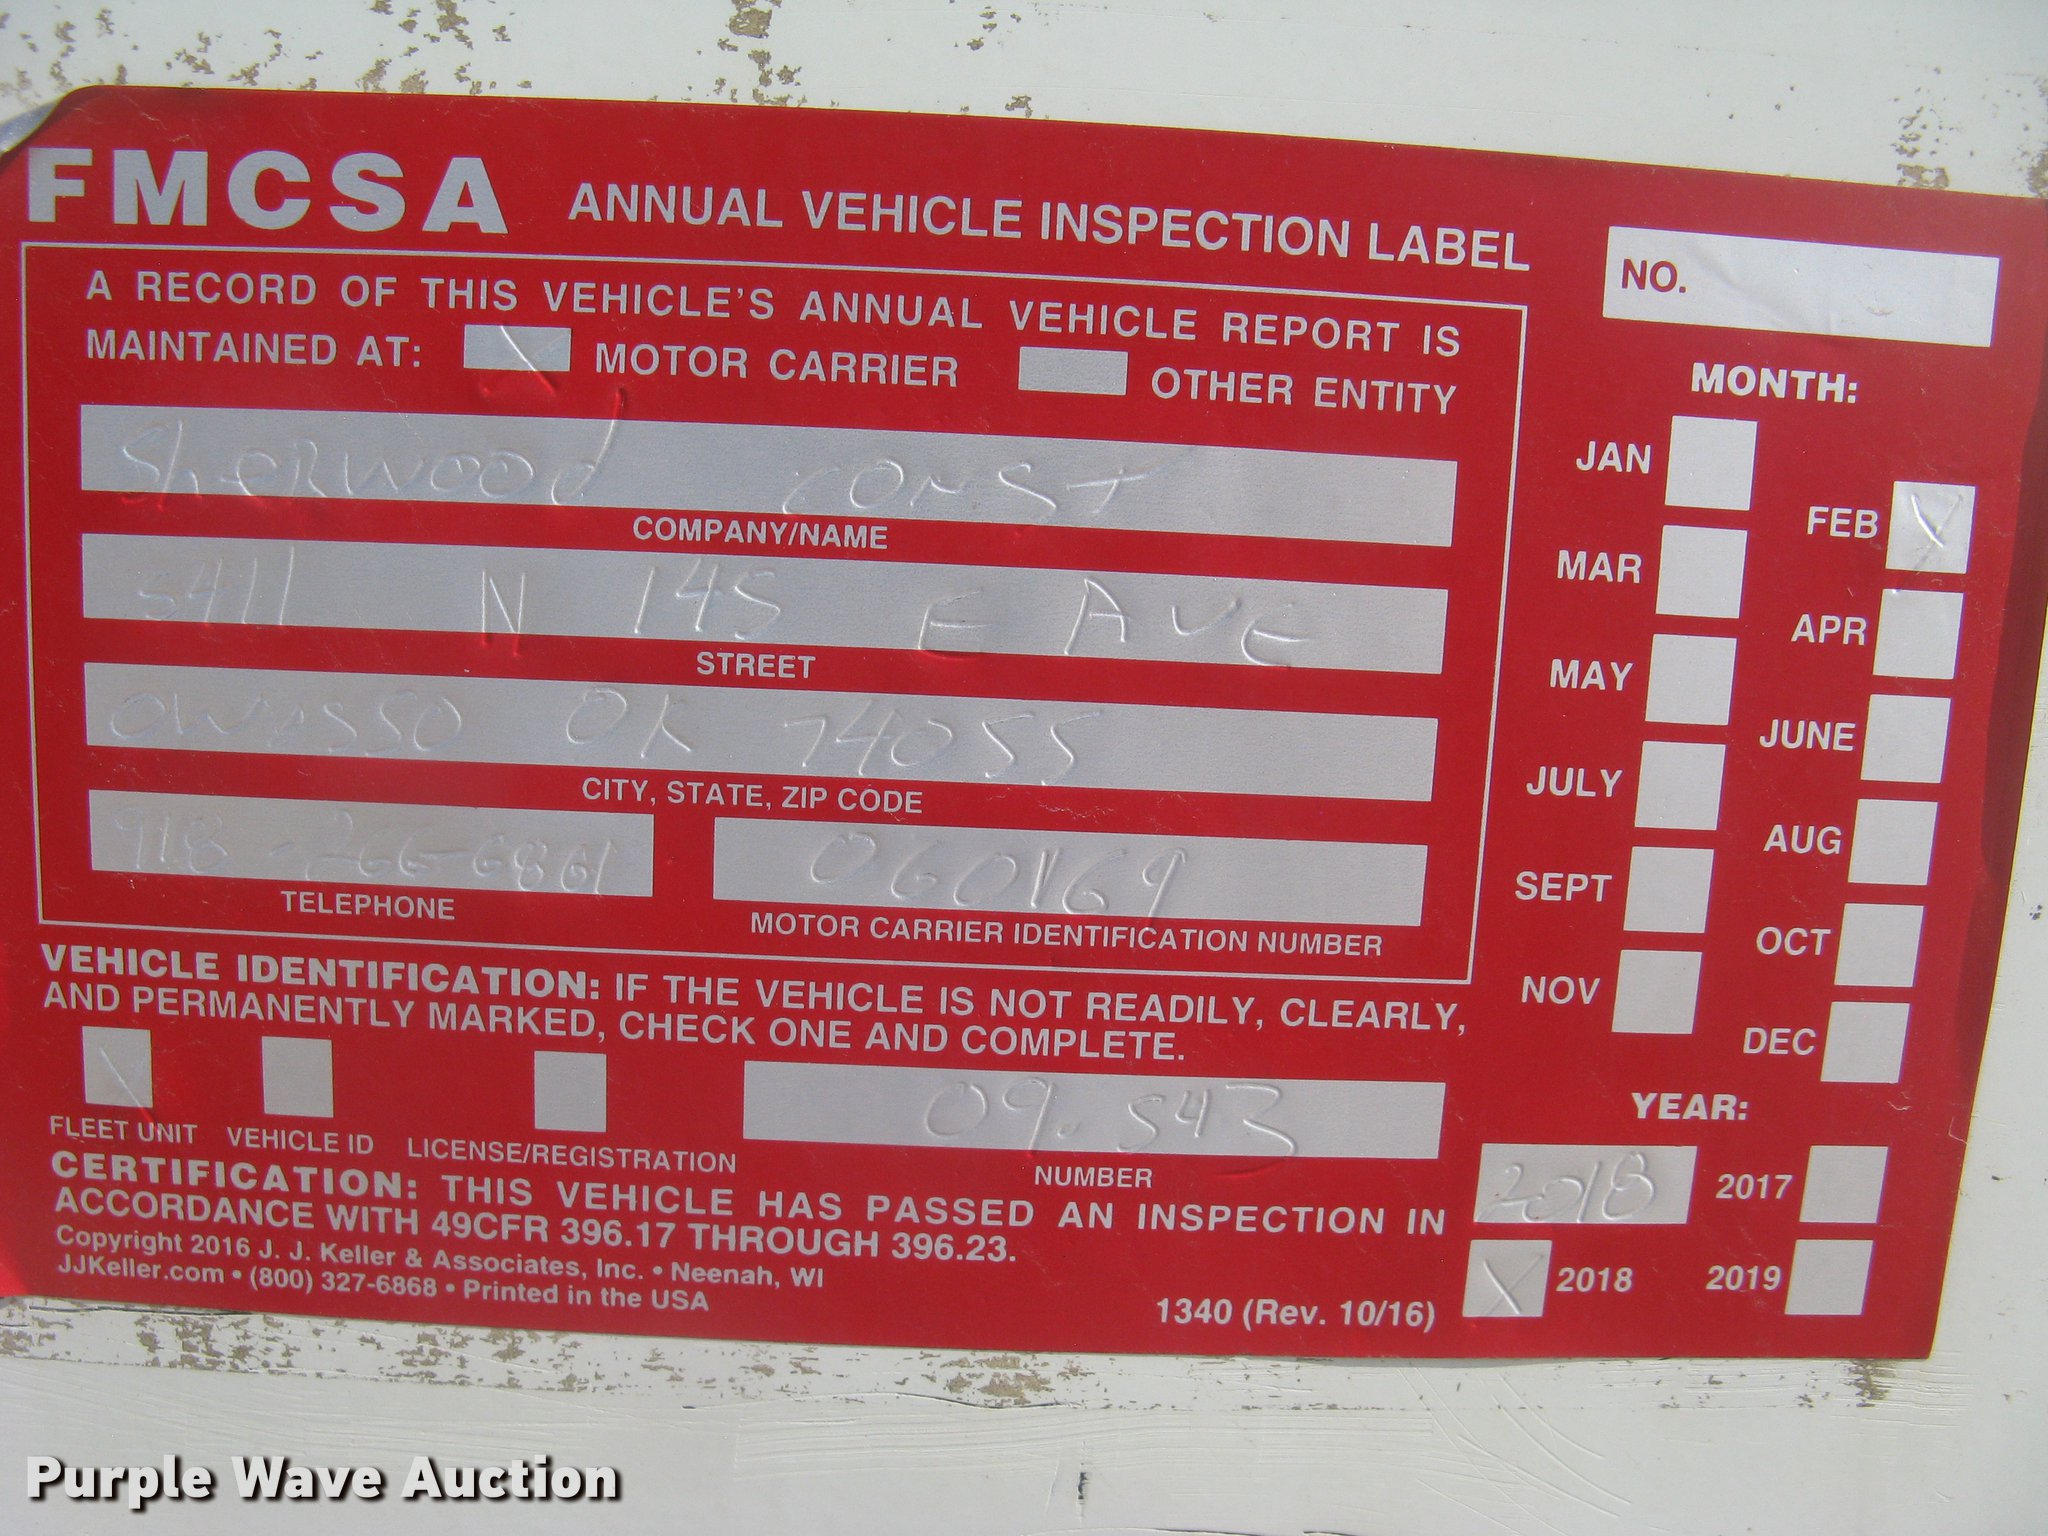 FMCSA ANNUAL VEHICLE INSPECTION LABEL
NO.
A RECORD OF THIS VEHICLE'S ANNUAL VEHICLE REPORT IS
MAINTAINED AT: X MOTOR CARRIER OTHER ENTITY
Sherwood CONST
COMPANY/NAME
5411 N 145 E AVE
STREET
OWASSO OK 74055
CITY, STATE, ZIP CODE
918-266- 060169
TELEPHONE MOTOR CARRIER IDENTIFICATION NUMBER
VEHICLE IDENTIFICATION: IF THE VEHICLE IS NOT READILY, CLEARLY,
AND PERMANENTLY MARKED, CHECK ONE AND COMPLETE.
09.543
FLEET UNIT VEHICLE ID LICENSE/REGISTRATION NUMBER
CERTIFICATION: THIS VEHICLE HAS PASSED AN INSPECTION IN
ACCORDANCE WITH 49CFR 396.17 THROUGH 396.23.
Copyright 2016 J. J. Keller & Associates, Inc. • Neenah, WI
JJKeller.com • (800) 327-6868 • Printed in the USA
1340 (Rev. 10/16)
MONTH:
JAN
FEB X
MAR
APR
MAY
JUNE
JULY
AUG
SEPT
OCT
NOV
DEC
YEAR:
2018 2017
X 2018 2019
Purple Wave Auction